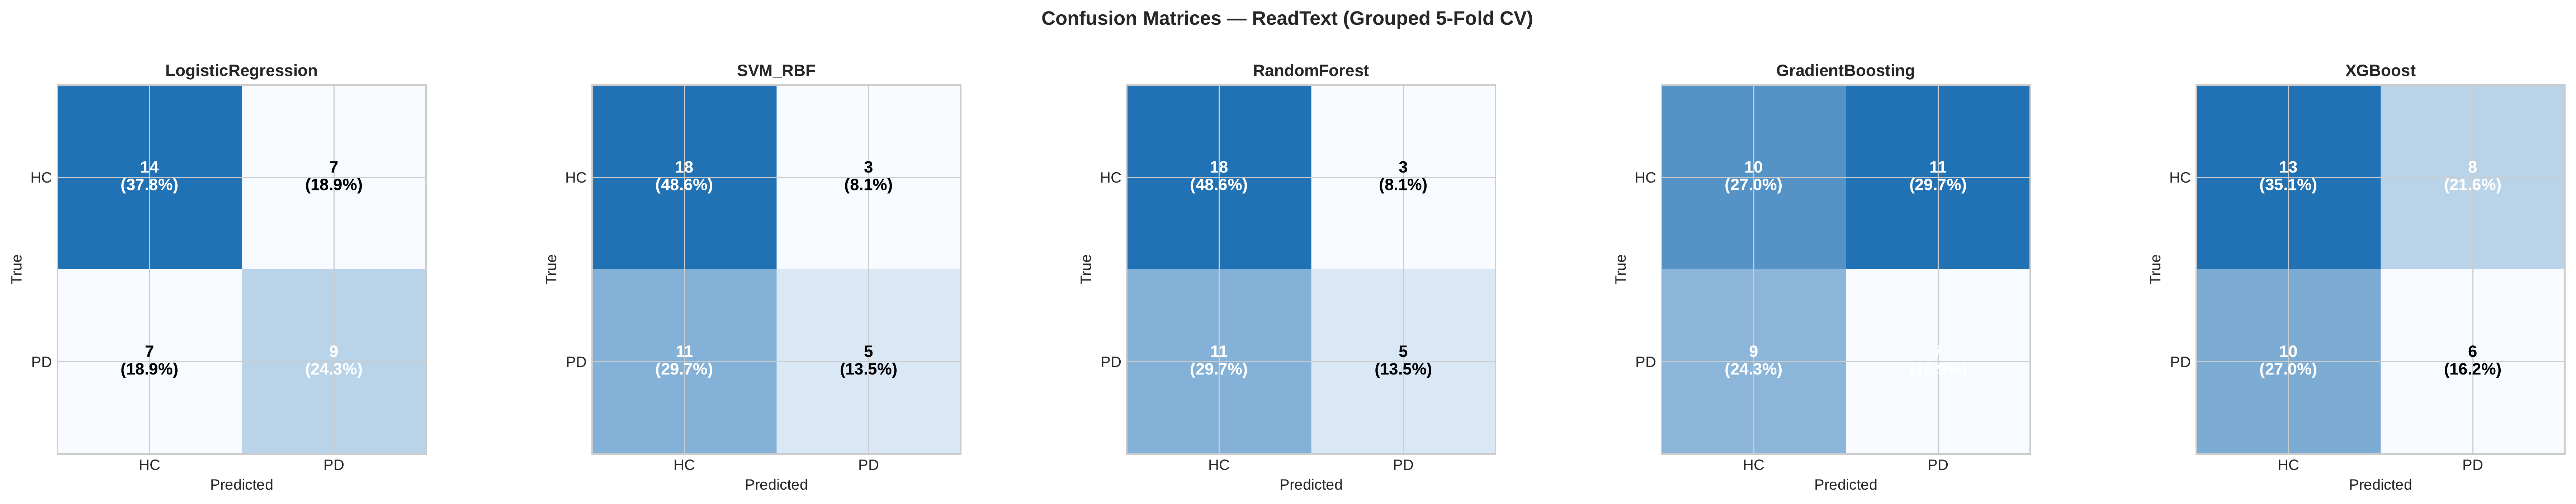 Confusion Matrices — ReadText (Grouped 5-Fold CV)
LogisticRegression
True
HC
PD
14
(37.8%)
7
(18.9%)
7
(18.9%)
9
(24.3%)
HC
PD
Predicted
SVM_RBF
True
HC
PD
18
(48.6%)
3
(8.1%)
11
(29.7%)
5
(13.5%)
HC
PD
Predicted
RandomForest
True
HC
PD
18
(48.6%)
3
(8.1%)
11
(29.7%)
5
(13.5%)
HC
PD
Predicted
GradientBoosting
True
HC
PD
10
(27.0%)
11
(29.7%)
9
(24.3%)
HC
PD
Predicted
XGBoost
True
HC
PD
13
(35.1%)
8
(21.6%)
10
(27.0%)
6
(16.2%)
HC
PD
Predicted